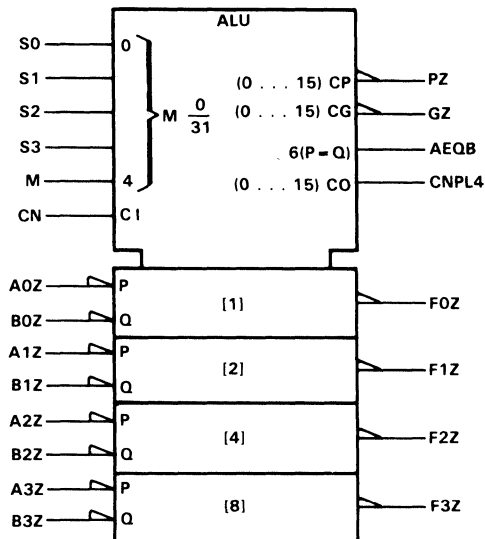 ALU
S0 0
S1 (0 . . . 15) CP PZ
S2 M 0/31 (0 . . . 15) CG GZ
S3 6(P = Q) AEQB
M 4 (0 . . . 15) CO CNPL4
CN CI
A0Z P [1] F0Z
B0Z Q
A1Z P [2] F1Z
B1Z Q
A2Z P [4] F2Z
B2Z Q
A3Z P [8] F3Z
B3Z Q